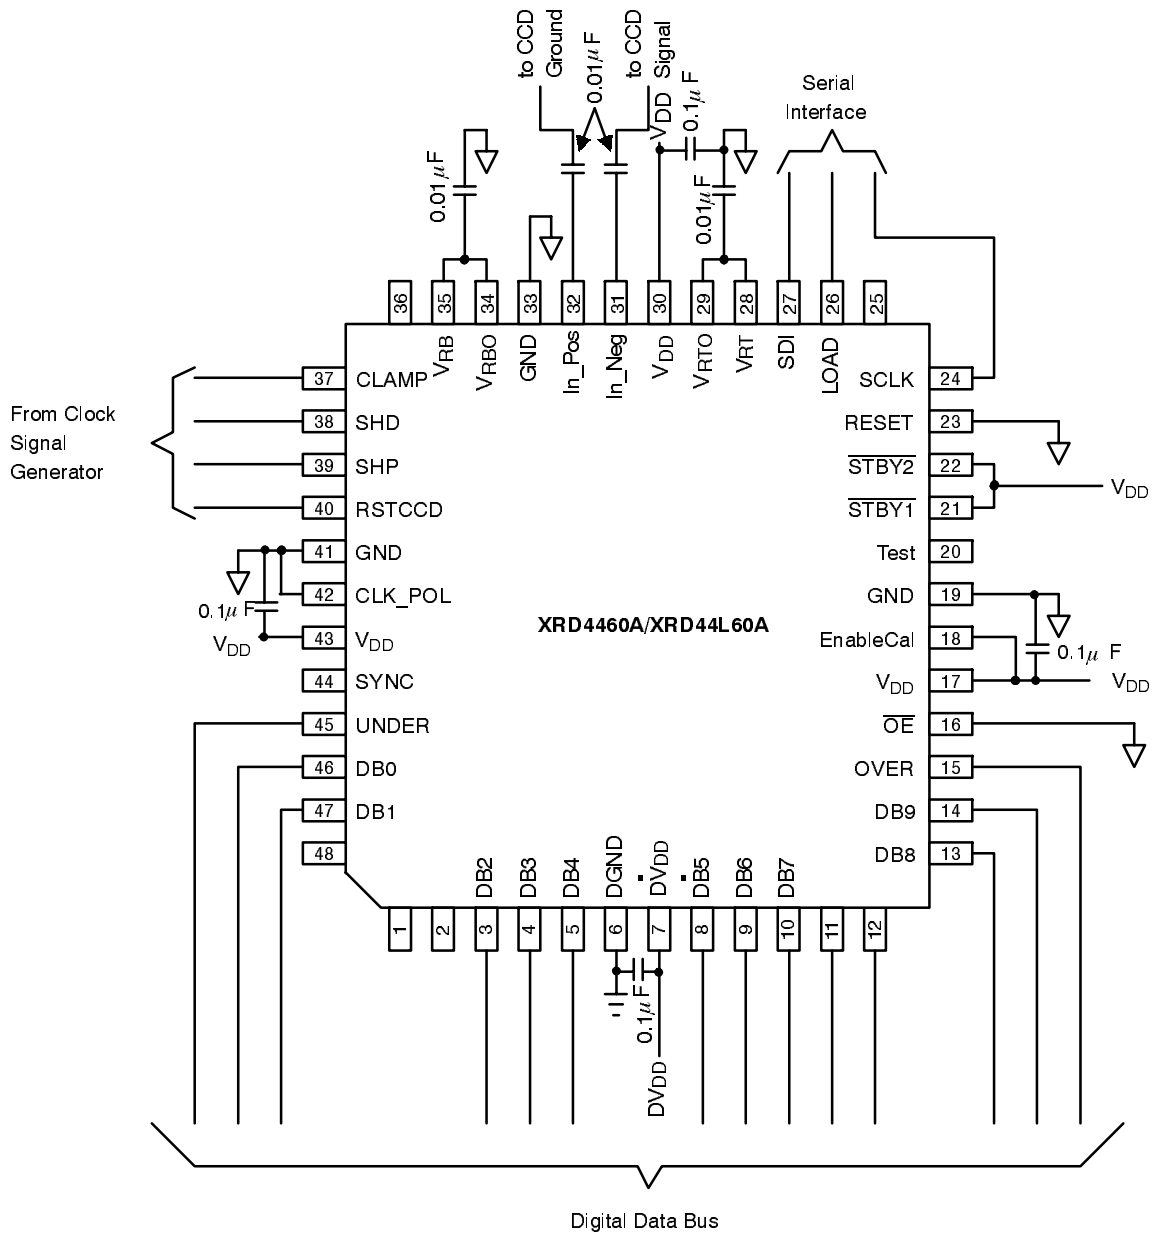 to CCD
Ground
0.01μF
to CCD
Signal
VDD
0.1μF
Serial
Interface
0.01μF
0.01μF
36
35
34
33
32
31
30
29
28
27
26
25
VRB
VRBO
GND
In_Pos
In_Neg
VDD
VRTO
VRT
SDI
LOAD
From Clock
Signal
Generator
37 CLAMP
38 SHD
39 SHP
40 RSTCCD
41 GND
42 CLK_POL
43 VDD
44 SYNC
45 UNDER
46 DB0
47 DB1
48
0.1μF
VDD
XRD4460A/XRD44L60A
SCLK 24
RESET 23
STBY2 22
STBY1 21
Test 20
GND 19
EnableCal 18
VDD 17
OE 16
OVER 15
DB9 14
DB8 13
VDD
0.1μ F
VDD
DB2
DB3
DB4
DGND
DVDD
DB5
DB6
DB7
1
2
3
4
5
6
7
8
9
10
11
12
0.1μF
DVDD
Digital Data Bus